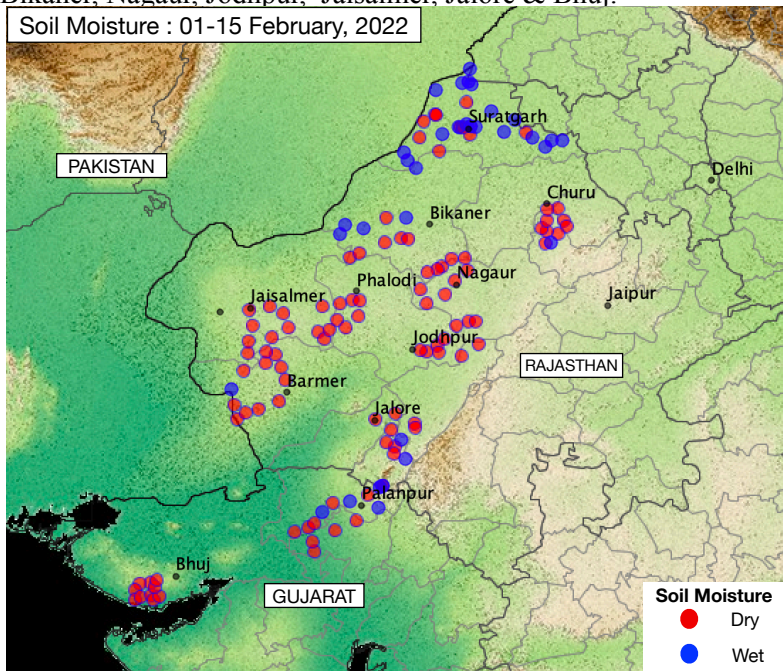 Bikaner, Nagaur, Jodhpur, Jaisalmer, Jalore & Bhuj.
Soil Moisture : 01-15 February, 2022
Suratgarh
PAKISTAN
Delhi
Churu
Bikaner
Phalodi
Nagaur
Jaisalmer
Jaipur
Jodhpur
RAJASTHAN
Barmer
Jalore
Palanpur
Bhuj
GUJARAT
Soil Moisture
Dry
Wet